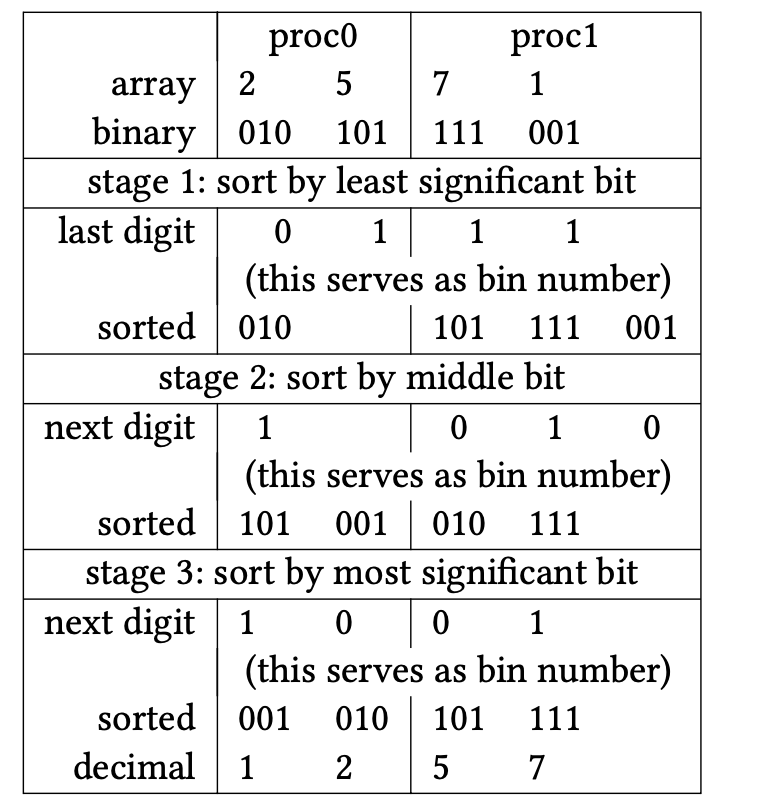 proc0 proc1
array 2 5 7 1
binary 010 101 111 001
stage 1: sort by least significant bit
last digit 0 1 1 1
(this serves as bin number)
sorted 010 101 111 001
stage 2: sort by middle bit
next digit 1 0 1 0
(this serves as bin number)
sorted 101 001 010 111
stage 3: sort by most significant bit
next digit 1 0 0 1
(this serves as bin number)
sorted 001 010 101 111
decimal 1 2 5 7